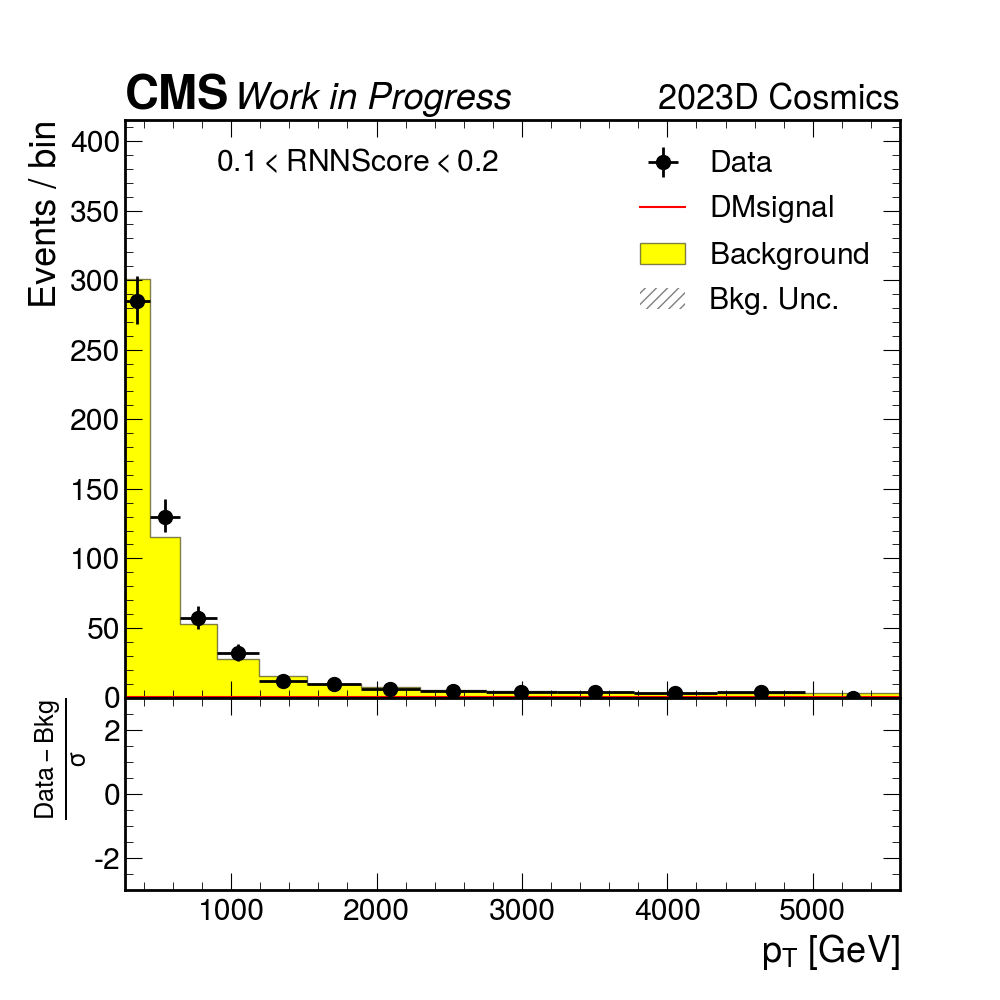 CMS Work in Progress 2023D Cosmics
Events / bin
0.1 < RNNScore < 0.2
Data
DMsignal
Background
Bkg. Unc.
400
350
300
250
200
150
100
50
0
Data – Bkg
σ
2
0
-2
1000 2000 3000 4000 5000
pT [GeV]